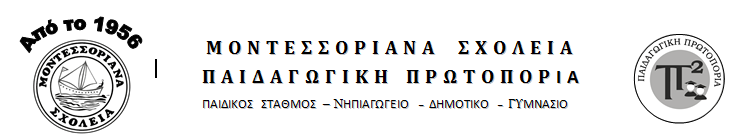 Από το 1956
ΜΟΝΤΕΣΣΟΡΙΑΝΑ
ΣΧΟΛΕΙΑ
ΜΟΝΤΕΣΣΟΡΙΑΝΑ ΣΧΟΛΕΙΑ
ΠΑΙΔΑΓΩΓΙΚΗ ΠΡΩΤΟΠΟΡΙΑ
ΠΑΙΔΙΚΟΣ ΣΤΑΘΜΟΣ – ΝΗΠΙΑΓΩΓΕΙΟ - ΔΗΜΟΤΙΚΟ - ΓΥΜΝΑΣΙΟ
ΠΑΙΔΑΓΩΓΙΚΗ ΠΡΩΤΟΠΟΡΙΑ
Π2